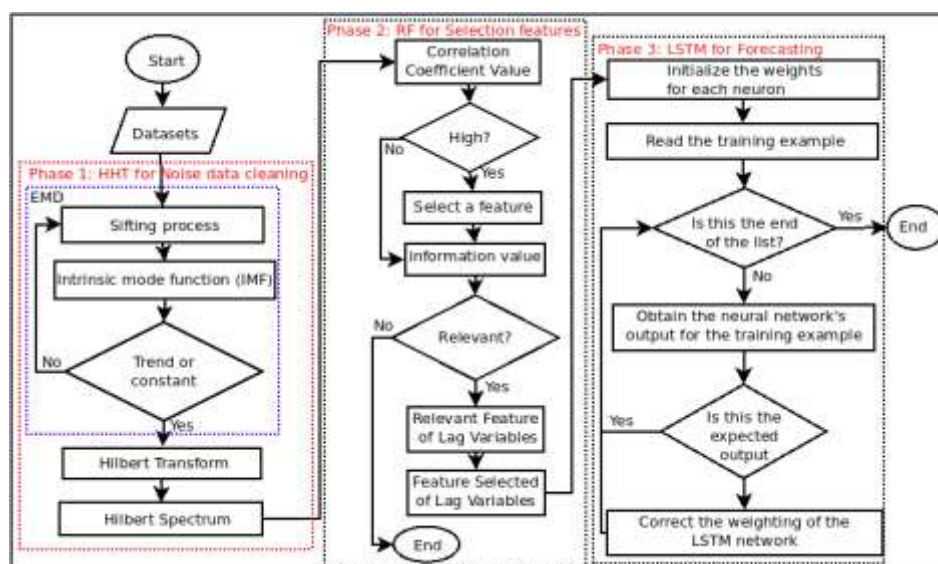 Start
Datasets
Phase 1: HHT for Noise data cleaning
EMD
Sifting process
Intrinsic mode function (IMF)
No
Trend or
constant
Yes
Hilbert Transform
Hilbert Spectrum
Phase 2: RF for Selection features
Correlation
Coefficient Value
High?
No
Yes
Select a feature
Information value
No
Relevant?
Yes
Relevant Feature
of Lag Variables
Feature Selected
of Lag Variables
End
Phase 3: LSTM for Forecasting
Initialize the weights
for each neuron
Read the training example
Is this the end
of the list?
Yes
End
No
Obtain the neural network's
output for the training example
Yes
Is this the
expected
output
Correct the weighting of the
LSTM network